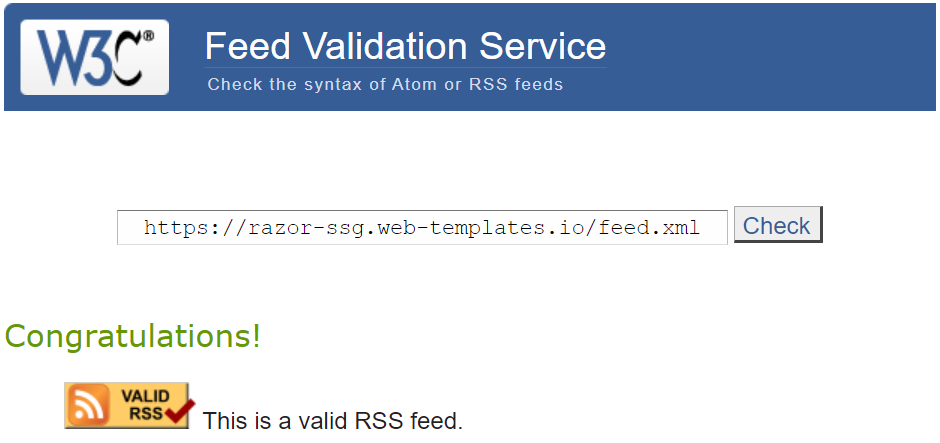 W3C®
Feed Validation Service
Check the syntax of Atom or RSS feeds
https://razor-ssg.web-templates.io/feed.xml
Check
Congratulations!
VALID
RSS
This is a valid RSS feed.